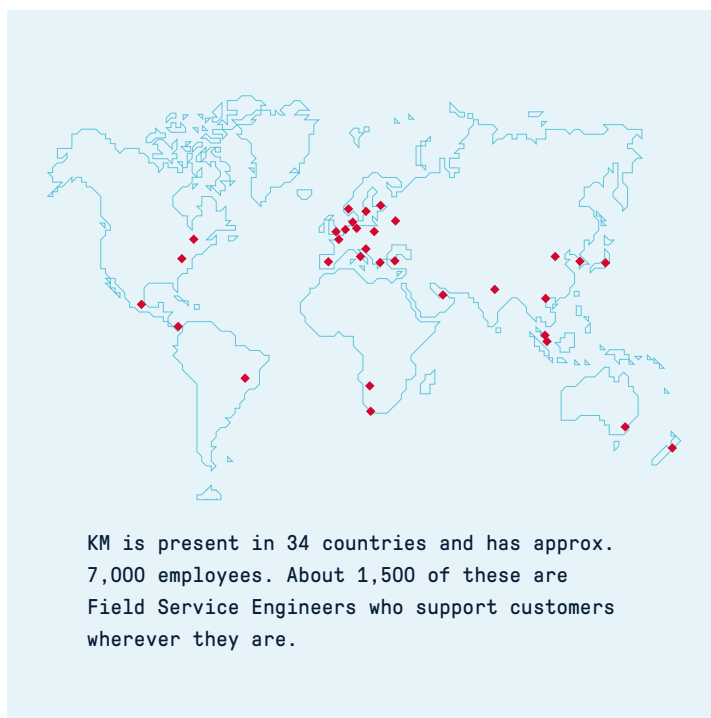 KM is present in 34 countries and has approx.
7,000 employees. About 1,500 of these are
Field Service Engineers who support customers
wherever they are.